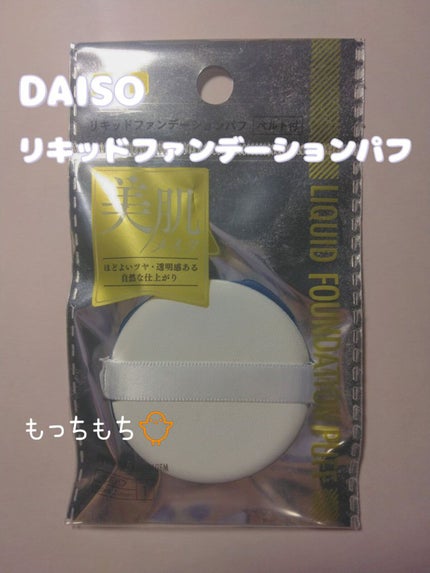 DAISO
リキッドファンデーションパフ
リキッドファンデーションパフ ベルト付
美肌
メイク
ほどよいツヤ・透明感ある
自然な仕上がり
LIQUID FOUNDATION PUFF
もっちもち